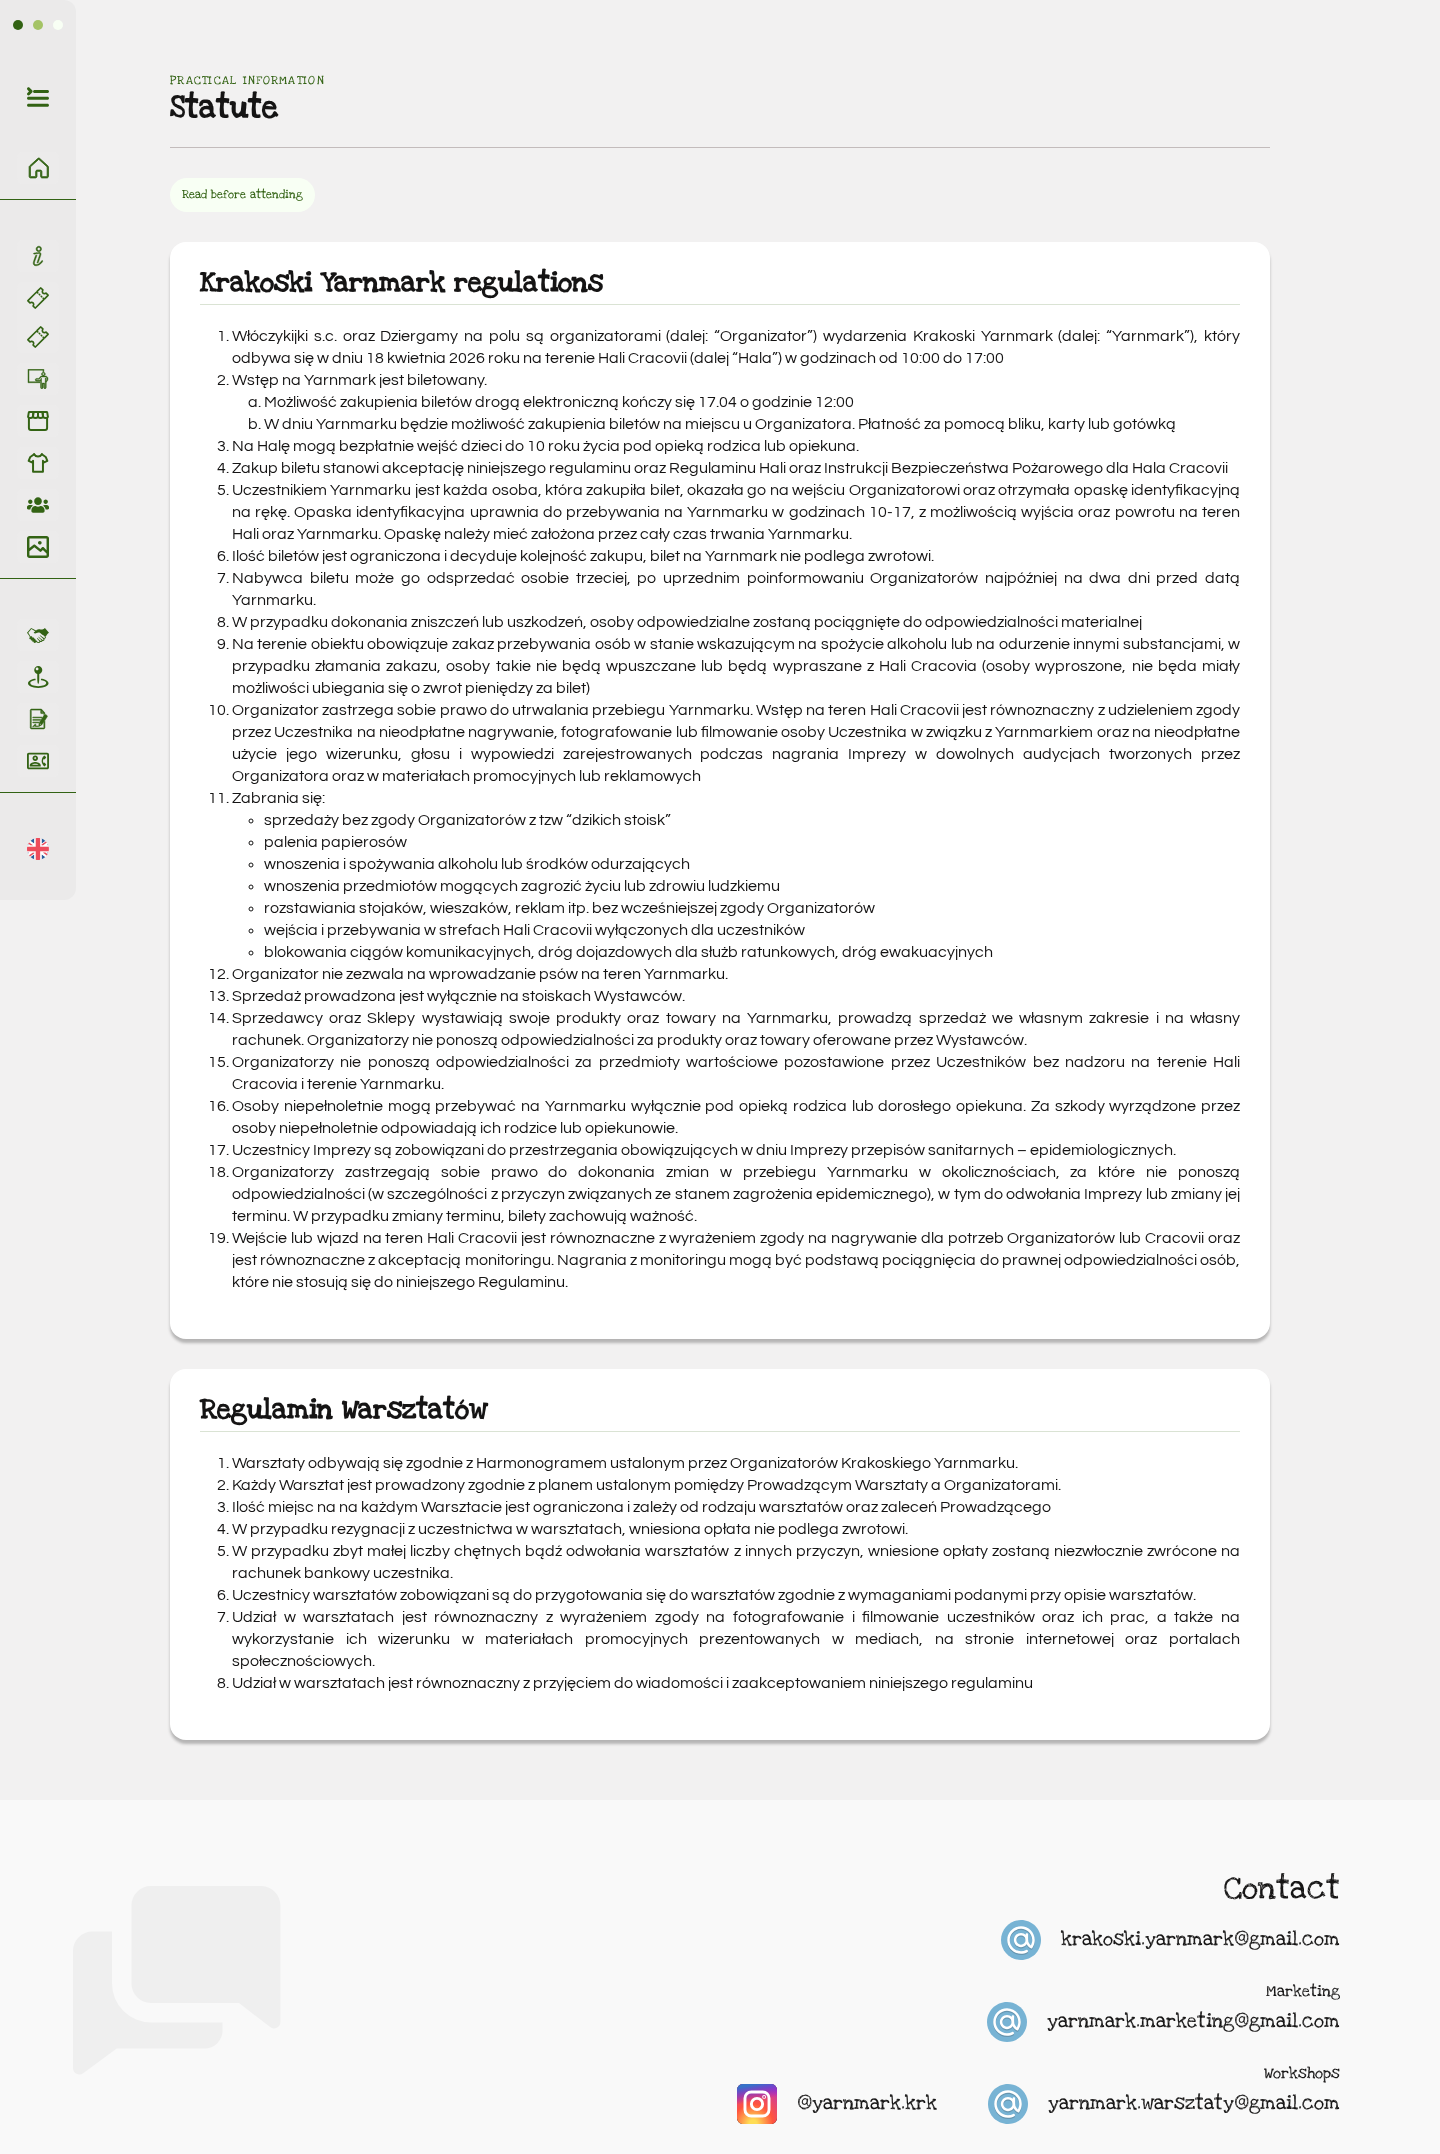 PRACTICAL INFORMATION
Statute
Read before attending
Krakoski Yarnmark regulations
1. Włóczykijki s.c. oraz Dziergamy na polu są organizatorami (dalej: “Organizator”) wydarzenia Krakoski Yarnmark (dalej: “Yarnmark”), który
odbywa się w dniu 18 kwietnia 2026 roku na terenie Hali Cracovii (dalej “Hala”) w godzinach od 10:00 do 17:00
2. Wstęp na Yarnmark jest biletowany.
a. Możliwość zakupienia biletów drogą elektroniczną kończy się 17.04 o godzinie 12:00
b. W dniu Yarnmarku będzie możliwość zakupienia biletów na miejscu u Organizatora. Płatność za pomocą bliku, karty lub gotówką
3. Na Halę mogą bezpłatnie wejść dzieci do 10 roku życia pod opieką rodzica lub opiekuna.
4. Zakup biletu stanowi akceptację niniejszego regulaminu oraz Regulaminu Hali oraz Instrukcji Bezpieczeństwa Pożarowego dla Hala Cracovii
5. Uczestnikiem Yarnmarku jest każda osoba, która zakupiła bilet, okazała go na wejściu Organizatorowi oraz otrzymała opaskę identyfikacyjną
na rękę. Opaska identyfikacyjna uprawnia do przebywania na Yarnmarku w godzinach 10-17, z możliwością wyjścia oraz powrotu na teren
Hali oraz Yarnmarku. Opaskę należy mieć założona przez cały czas trwania Yarnmarku.
6. Ilość biletów jest ograniczona i decyduje kolejność zakupu, bilet na Yarnmark nie podlega zwrotowi.
7. Nabywca biletu może go odsprzedać osobie trzeciej, po uprzednim poinformowaniu Organizatorów najpóźniej na dwa dni przed datą
Yarnmarku.
8. W przypadku dokonania zniszczeń lub uszkodzeń, osoby odpowiedzialne zostaną pociągnięte do odpowiedzialności materialnej
9. Na terenie obiektu obowiązuje zakaz przebywania osób w stanie wskazującym na spożycie alkoholu lub na odurzenie innymi substancjami, w
przypadku złamania zakazu, osoby takie nie będą wpuszczane lub będą wypraszane z Hali Cracovia (osoby wyproszone, nie będa miały
możliwości ubiegania się o zwrot pieniędzy za bilet)
10. Organizator zastrzega sobie prawo do utrwalania przebiegu Yarnmarku. Wstęp na teren Hali Cracovii jest równoznaczny z udzieleniem zgody
przez Uczestnika na nieodpłatne nagrywanie, fotografowanie lub filmowanie osoby Uczestnika w związku z Yarnmarkiem oraz na nieodpłatne
użycie jego wizerunku, głosu i wypowiedzi zarejestrowanych podczas nagrania Imprezy w dowolnych audycjach tworzonych przez
Organizatora oraz w materiałach promocyjnych lub reklamowych
11. Zabrania się:
◦ sprzedaży bez zgody Organizatorów z tzw “dzikich stoisk”
◦ palenia papierosów
◦ wnoszenia i spożywania alkoholu lub środków odurzających
◦ wnoszenia przedmiotów mogących zagrozić życiu lub zdrowiu ludzkiemu
◦ rozstawiania stojaków, wieszaków, reklam itp. bez wcześniejszej zgody Organizatorów
◦ wejścia i przebywania w strefach Hali Cracovii wyłączonych dla uczestników
◦ blokowania ciągów komunikacyjnych, dróg dojazdowych dla służb ratunkowych, dróg ewakuacyjnych
12. Organizator nie zezwala na wprowadzanie psów na teren Yarnmarku.
13. Sprzedaż prowadzona jest wyłącznie na stoiskach Wystawców.
14. Sprzedawcy oraz Sklepy wystawiają swoje produkty oraz towary na Yarnmarku, prowadzą sprzedaż we własnym zakresie i na własny
rachunek. Organizatorzy nie ponoszą odpowiedzialności za produkty oraz towary oferowane przez Wystawców.
15. Organizatorzy nie ponoszą odpowiedzialności za przedmioty wartościowe pozostawione przez Uczestników bez nadzoru na terenie Hali
Cracovia i terenie Yarnmarku.
16. Osoby niepełnoletnie mogą przebywać na Yarnmarku wyłącznie pod opieką rodzica lub dorosłego opiekuna. Za szkody wyrządzone przez
osoby niepełnoletnie odpowiadają ich rodzice lub opiekunowie.
17. Uczestnicy Imprezy są zobowiązani do przestrzegania obowiązujących w dniu Imprezy przepisów sanitarnych – epidemiologicznych.
18. Organizatorzy zastrzegają sobie prawo do dokonania zmian w przebiegu Yarnmarku w okolicznościach, za które nie ponoszą
odpowiedzialności (w szczególności z przyczyn związanych ze stanem zagrożenia epidemicznego), w tym do odwołania Imprezy lub zmiany jej
terminu. W przypadku zmiany terminu, bilety zachowują ważność.
19. Wejście lub wjazd na teren Hali Cracovii jest równoznaczne z wyrażeniem zgody na nagrywanie dla potrzeb Organizatorów lub Cracovii oraz
jest równoznaczne z akceptacją monitoringu. Nagrania z monitoringu mogą być podstawą pociągnięcia do prawnej odpowiedzialności osób,
które nie stosują się do niniejszego Regulaminu.
Regulamin Warsztatów
1. Warsztaty odbywają się zgodnie z Harmonogramem ustalonym przez Organizatorów Krakoskiego Yarnmarku.
2. Każdy Warsztat jest prowadzony zgodnie z planem ustalonym pomiędzy Prowadzącym Warsztaty a Organizatorami.
3. Ilość miejsc na na każdym Warsztacie jest ograniczona i zależy od rodzaju warsztatów oraz zaleceń Prowadzącego
4. W przypadku rezygnacji z uczestnictwa w warsztatach, wniesiona opłata nie podlega zwrotowi.
5. W przypadku zbyt małej liczby chętnych bądź odwołania warsztatów z innych przyczyn, wniesione opłaty zostaną niezwłocznie zwrócone na
rachunek bankowy uczestnika.
6. Uczestnicy warsztatów zobowiązani są do przygotowania się do warsztatów zgodnie z wymaganiami podanymi przy opisie warsztatów.
7. Udział w warsztatach jest równoznaczny z wyrażeniem zgody na fotografowanie i filmowanie uczestników oraz ich prac, a także na
wykorzystanie ich wizerunku w materiałach promocyjnych prezentowanych w mediach, na stronie internetowej oraz portalach
społecznościowych.
8. Udział w warsztatach jest równoznaczny z przyjęciem do wiadomości i zaakceptowaniem niniejszego regulaminu
Contact
krakoski.yarnmark@gmail.com
Marketing
yarnmark.marketing@gmail.com
Workshops
@yarnmark.krk
yarnmark.warsztaty@gmail.com